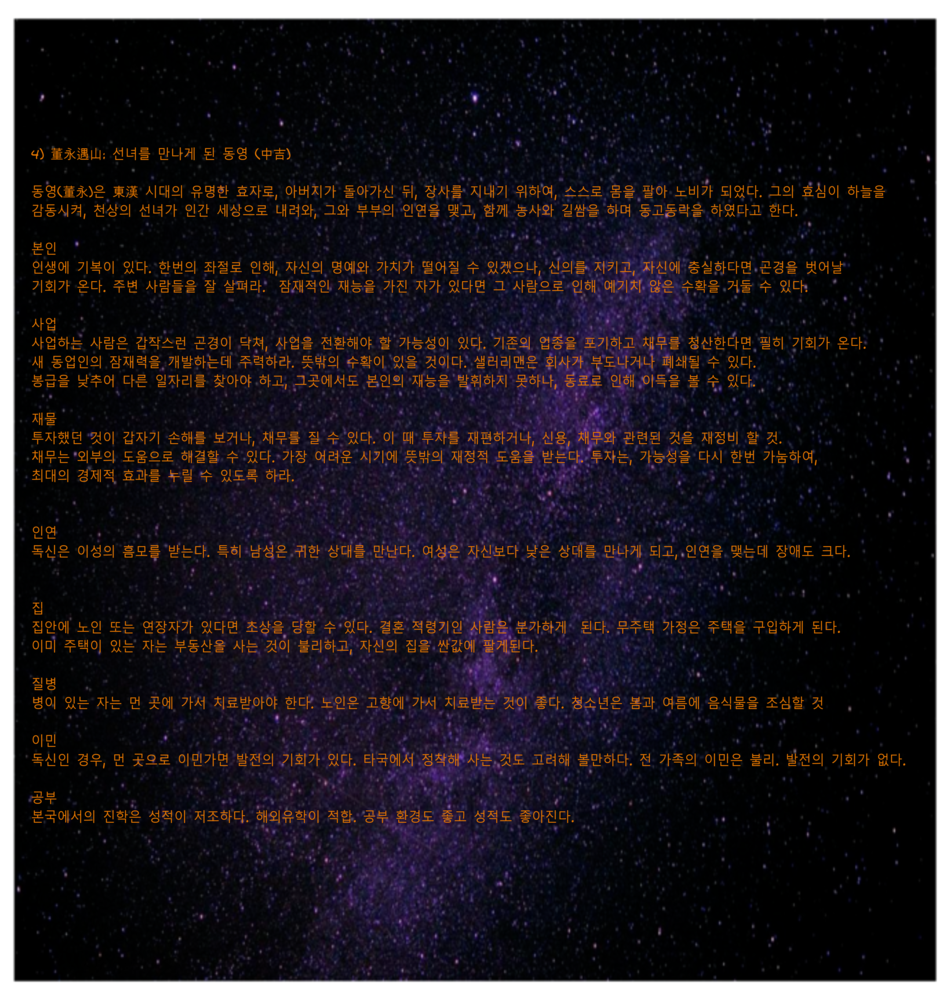 4) 董永遇山: 선녀를 만나게 된 동영 (中吉)
동영(董永)은 東漢 시대의 유명한 효자로, 아버지가 돌아가신 뒤, 장사를 지내기 위하여, 스스로 몸을 팔아 노비가 되었다. 그의 효심이 하늘을
감동시켜, 천상의 선녀가 인간 세상으로 내려와, 그와 부부의 인연을 맺고, 함께 농사와 길쌈을 하며 동고동락을 하였다고 한다.
본인
인생에 기복이 있다. 한번의 좌절로 인해, 자신의 명예와 가치가 떨어질 수 있겠으나, 신의를 지키고, 자신에 충실하다면 곤경을 벗어날
기회가 온다. 주변 사람들을 잘 살펴라. 잠재적인 재능을 가진 자가 있다면 그 사람으로 인해 예기치 않은 수확을 거둘 수 있다.
사업
사업하는 사람은 갑작스런 곤경이 닥쳐, 사업을 전환해야 할 가능성이 있다. 기존의 업종을 포기하고 채무를 청산한다면 필히 기회가 온다.
새 동업인의 잠재력을 개발하는데 주력하라. 뜻밖의 수확이 있을 것이다. 샐러리맨은 회사가 부도나거나 폐쇄될 수 있다.
봉급을 낮추어 다른 일자리를 찾아야 하고, 그곳에서도 본인의 재능을 발휘하지 못하나, 동료로 인해 이득을 볼 수 있다.
재물
투자했던 것이 갑자기 손해를 보거나, 채무를 질 수 있다. 이 때 투자를 재편하거나, 신용, 채무와 관련된 것을 재정비 할 것.
채무는 외부의 도움으로 해결할 수 있다. 가장 어려운 시기에 뜻밖의 재정적 도움을 받는다. 투자는, 가능성을 다시 한번 가늠하여,
최대의 경제적 효과를 누릴 수 있도록 하라.
인연
독신은 이성의 흠모를 받는다. 특히 남성은 귀한 상대를 만난다. 여성은 자신보다 낮은 상대를 만나게 되고, 인연을 맺는데 장애도 크다.
집
집안에 노인 또는 연장자가 있다면 초상을 당할 수 있다. 결혼 적령기인 사람은 분가하게 된다. 무주택 가정은 주택을 구입하게 된다.
이미 주택이 있는 자는 부동산을 사는 것이 불리하고, 자신의 집을 싼값에 팔게된다.
질병
병이 있는 자는 먼 곳에 가서 치료받아야 한다. 노인은 고향에 가서 치료받는 것이 좋다. 청소년은 봄과 여름에 음식물을 조심할 것
이민
독신인 경우, 먼 곳으로 이민가면 발전의 기회가 있다. 타국에서 정착해 사는 것도 고려해 볼만하다. 전 가족의 이민은 불리. 발전의 기회가 없다.
공부
본국에서의 진학은 성적이 저조하다. 해외유학이 적합. 공부 환경도 좋고 성적도 좋아진다.